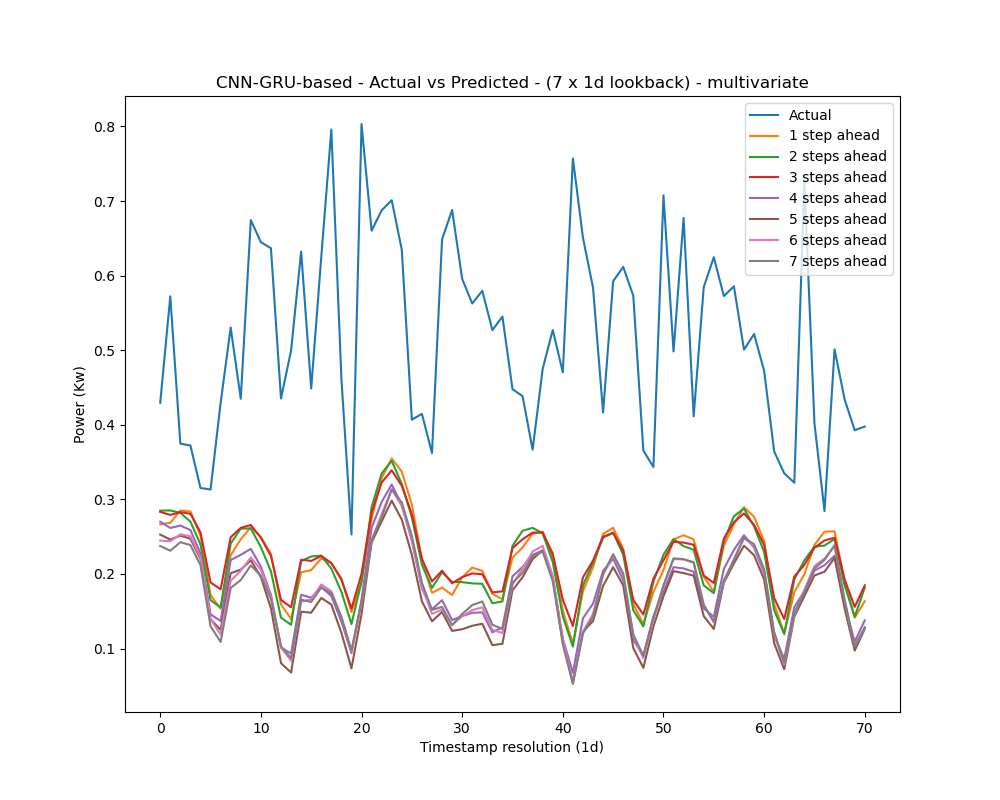 CNN-GRU-based - Actual vs Predicted - (7 x 1d lookback) - multivariate
Actual
1 step ahead
2 steps ahead
3 steps ahead
4 steps ahead
5 steps ahead
6 steps ahead
7 steps ahead
Power (Kw)
0.8
0.7
0.6
0.5
0.4
0.3
0.2
0.1
0 10 20 30 40 50 60 70
Timestamp resolution (1d)